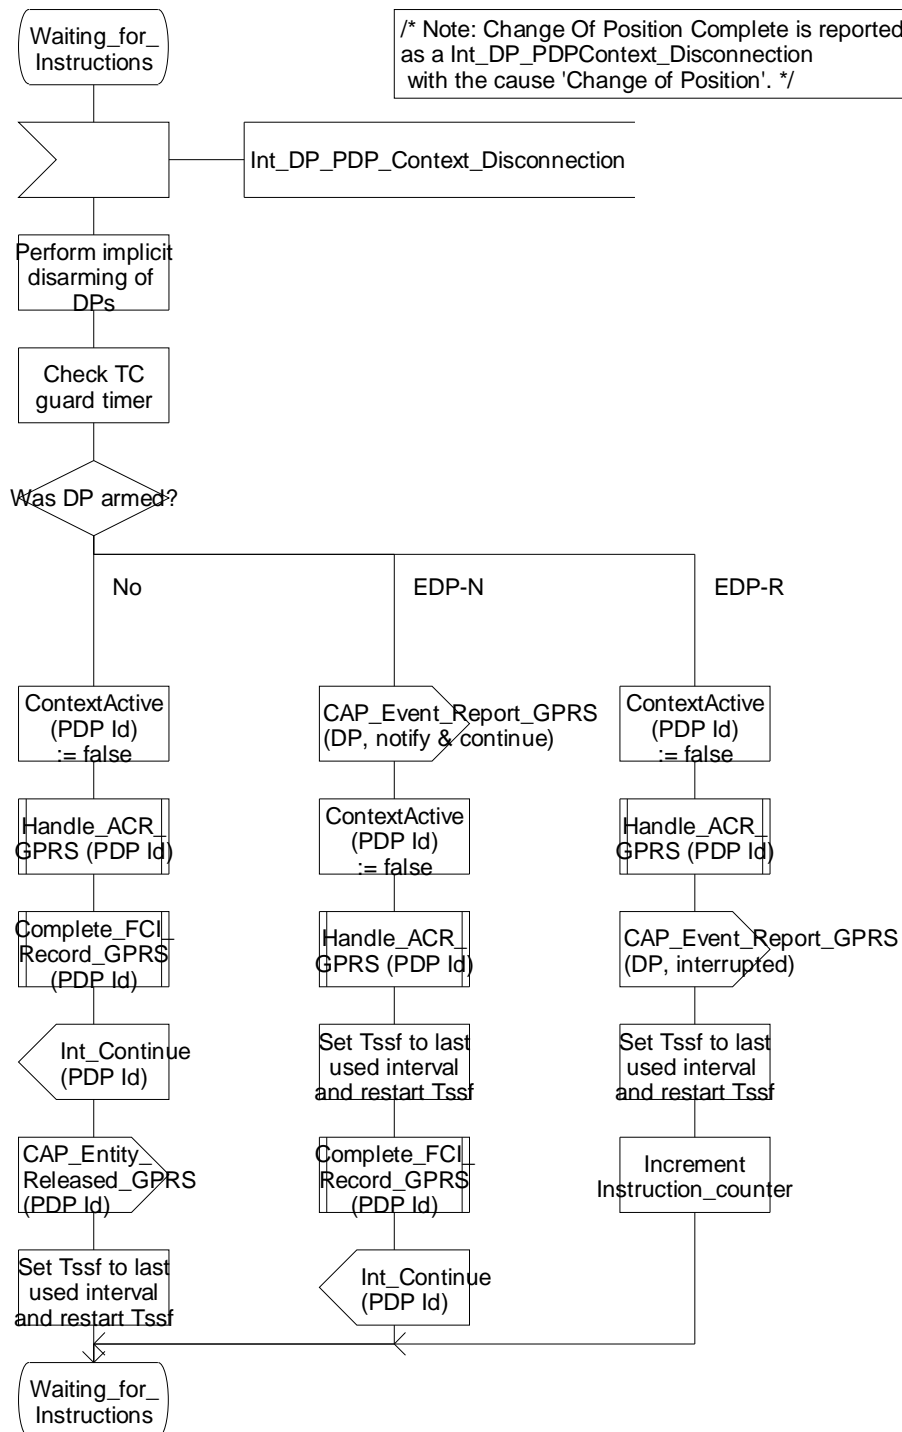 Waiting_for_
Instructions
/* Note: Change Of Position Complete is reported
as a Int_DP_PDPContext_Disconnection
with the cause 'Change of Position'. */
Int_DP_PDP_Context_Disconnection
Perform implicit
disarming of
DPs
Check TC
guard timer
Was DP armed?
No
EDP-N
EDP-R
ContextActive
(PDP Id)
:= false
Handle_ACR_
GPRS (PDP Id)
Complete_FCI_
Record_GPRS
(PDP Id)
Int_Continue
(PDP Id)
CAP_Entity_
Released_GPRS
(PDP Id)
Set Tssf to last
used interval
and restart Tssf
CAP_Event_Report_GPRS
(DP, notify & continue)
ContextActive
(PDP Id)
:= false
Handle_ACR_
GPRS (PDP Id)
Set Tssf to last
used interval
and restart Tssf
Complete_FCI_
Record_GPRS
(PDP Id)
Int_Continue
(PDP Id)
ContextActive
(PDP Id)
:= false
Handle_ACR_
GPRS (PDP Id)
CAP_Event_Report_GPRS
(DP, interrupted)
Set Tssf to last
used interval
and restart Tssf
Increment
Instruction_counter
Waiting_for_
Instructions